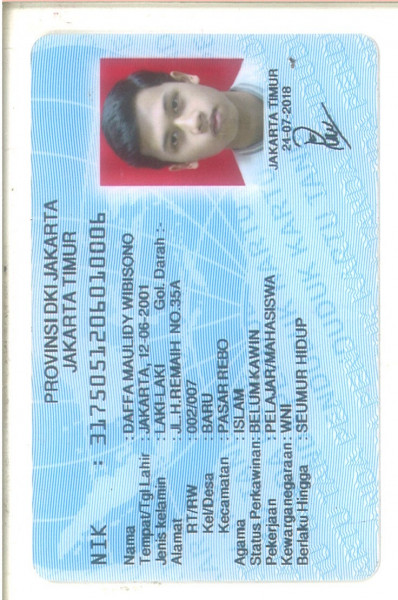 PROVINSI DKI JAKARTA
JAKARTA TIMUR
NIK : 3175051206010006
Nama : DAFFA MAULIDY WIBISONO
Tempat/Tgl Lahir : JAKARTA, 12-06-2001
Jenis kelamin : LAKI-LAKI Gol. Darah :-
Alamat : JL.H.REMAIH NO.35A
RT/RW : 002/007
Kel/Desa : BARU
Kecamatan : PASAR REBO
Agama : ISLAM
Status Perkawinan: BELUM KAWIN
Pekerjaan : PELAJAR/MAHASISWA
Kewarganegaraan : WNI
Berlaku Hingga : SEUMUR HIDUP
JAKARTA TIMUR
24-07-2018